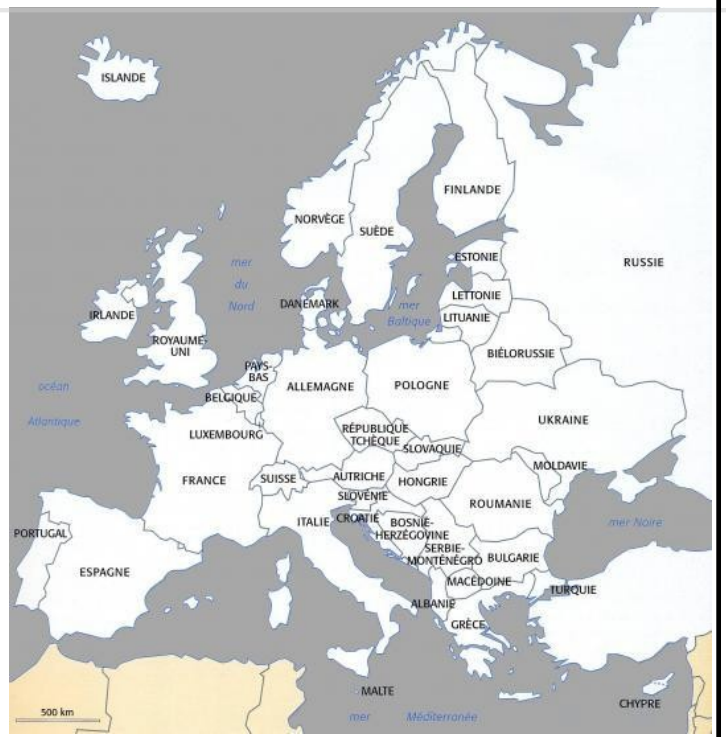 ISLANDE
FINLANDE
NORVÈGE
SUÈDE
ESTONIE
RUSSIE
mer
du
Nord
LETTONIE
DANEMARK
mer
Baltique
IRLANDE
LITUANIE
ROYAUME-
UNI
BIÉLORUSSIE
PAYS-
BAS
ALLEMAGNE
POLOGNE
océan
Atlantique
BELGIQUE
UKRAINE
RÉPUBLIQUE
TCHÈQUE
LUXEMBOURG
SLOVAQUIE
MOLDAVIE
FRANCE
SUISSE
AUTRICHE
HONGRIE
SLOVÉNIE
ROUMANIE
ITALIE
CROATIE
BOSNIE-
HERZÉGOVINE
mer Noire
PORTUGAL
SERBIE-
MONTÉNÉGRO
BULGARIE
ESPAGNE
MACÉDOINE
TURQUIE
ALBANIE
GRÈCE
MALTE
CHYPRE
500 km
mer Méditerranée